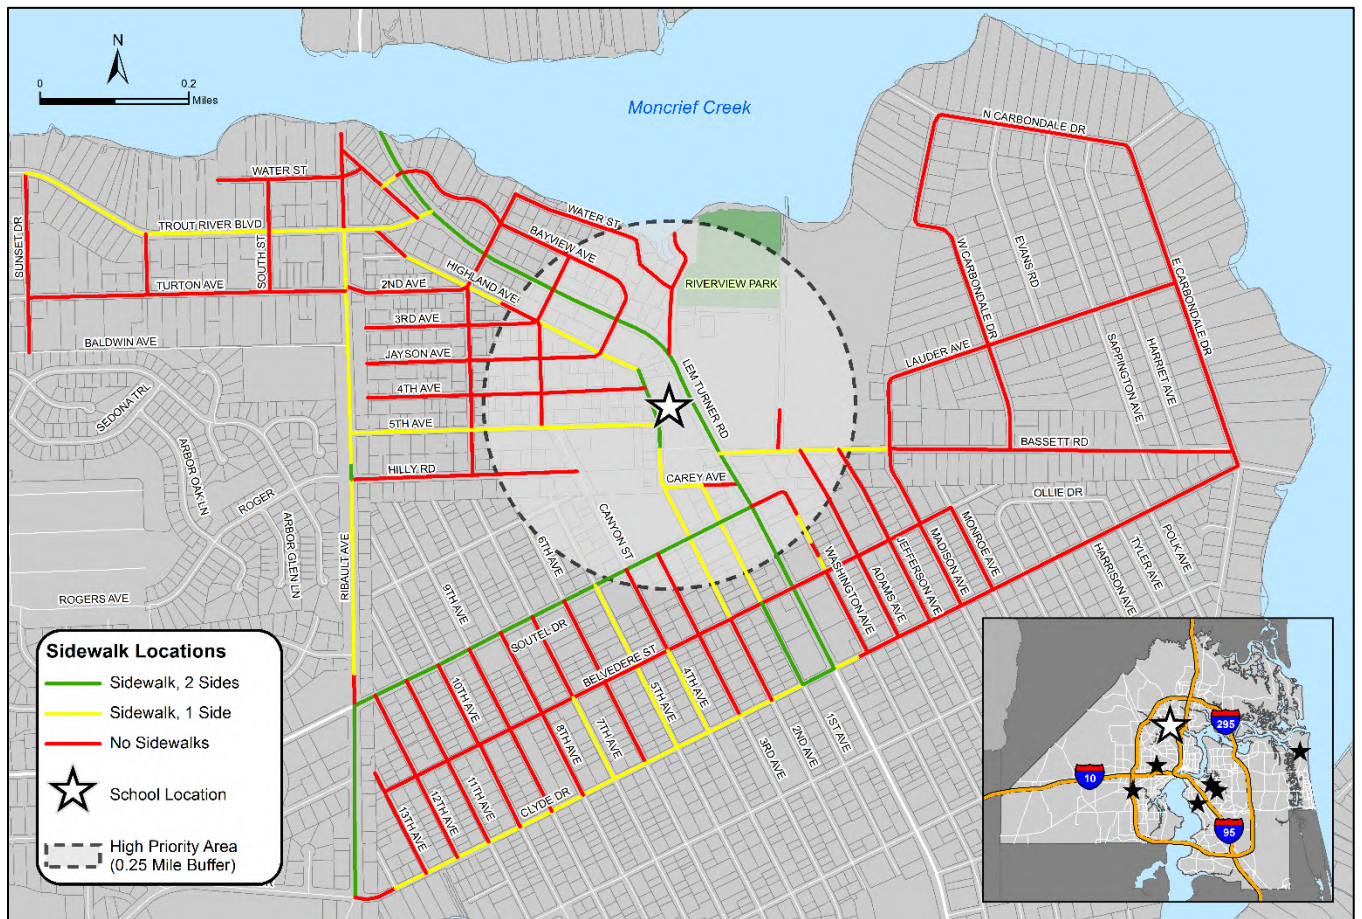 N
0
0.2
Miles
Moncrief Creek
N CARBONDALE DR
WATER ST
WATER ST
TROUT RIVER BLVD
SUNSET DR
SOUTH ST
BAYVIEW AVE
HIGHLAND AVE
W CARBONDALE DR
EVANS RD
E CARBONDALE DR
TURTON AVE
2ND AVE
RIVERVIEW PARK
3RD AVE
BALDWIN AVE
JAYSON AVE
LAUDER AVE
SAPPINGTON AVE
HARRIET AVE
LEM TURNER RD
4TH AVE
SEDONA TRL
5TH AVE
BASSETT RD
ARBOR OAK LN
HILLY RD
CAREY AVE
ROGER
OLLIE DR
ARBOR GLEN LN
CANYON ST
6TH AVE
9TH AVE
RIBAULT AVE
WASHINGTON AVE
ADAMS AVE
JEFFERSON AVE
MADISON AVE
MONROE AVE
HARRISON AVE
TYLER AVE
POLK AVE
ROGERS AVE
SOUTEL DR
BELVEDERE ST
10TH AVE
8TH AVE
7TH AVE
5TH AVE
4TH AVE
3RD AVE
2ND AVE
1ST AVE
13TH AVE
12TH AVE
11TH AVE
CLYDE DR
Sidewalk Locations
Sidewalk, 2 Sides
Sidewalk, 1 Side
No Sidewalks
School Location
High Priority Area
(0.25 Mile Buffer)
295
10
95